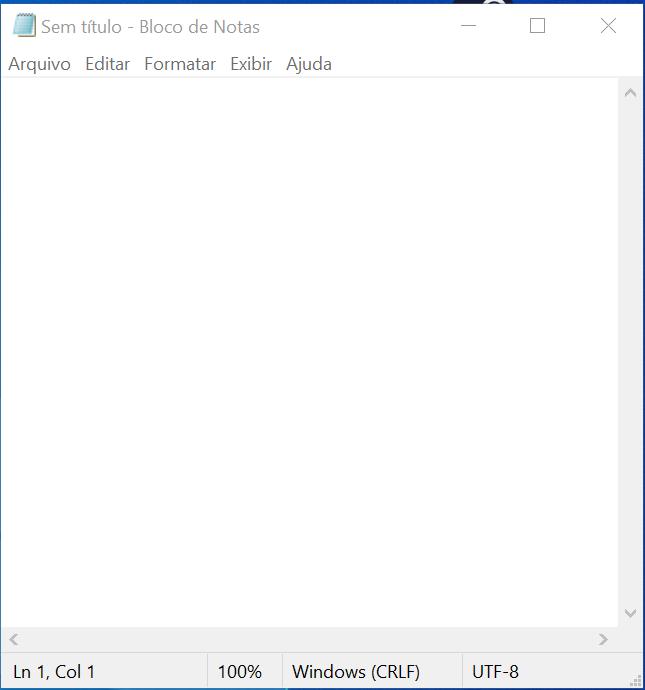 Sem título - Bloco de Notas
Arquivo Editar Formatar Exibir Ajuda
Ln 1, Col 1 100% Windows (CRLF) UTF-8